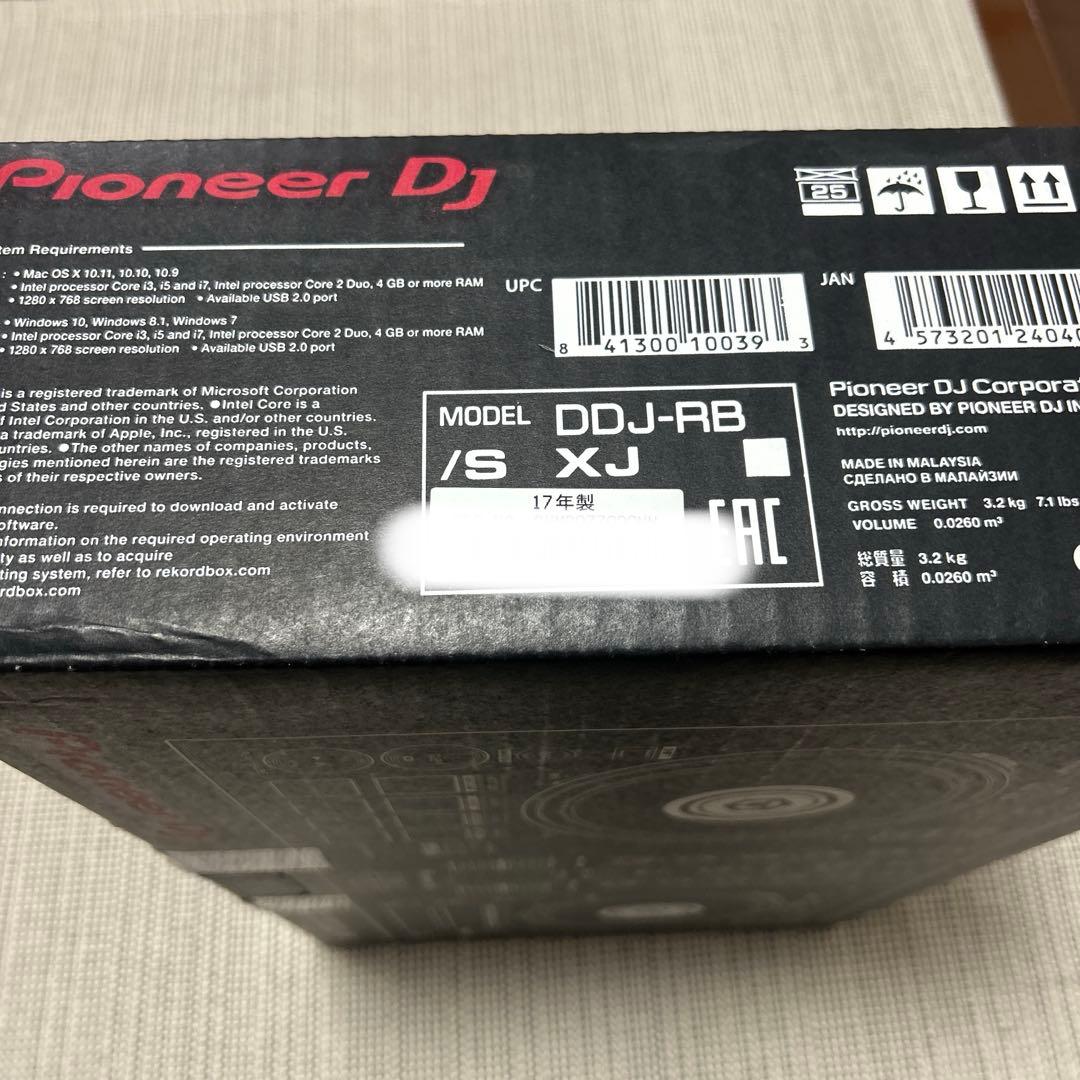 Pioneer Dj
25
tem Requirements
: • Mac OS X 10.11, 10.10, 10.9
• Intel processor Core i3, i5 and i7, Intel processor Core 2 Duo, 4 GB or more RAM
• 1280 x 768 screen resolution • Available USB 2.0 port
• Windows 10, Windows 8.1, Windows 7
• Intel processor Core i3, i5 and i7, Intel processor Core 2 Duo, 4 GB or more RAM
• 1280 x 768 screen resolution • Available USB 2.0 port
is a registered trademark of Microsoft Corporation
d States and other countries. ●Intel Core is a
f Intel Corporation in the U.S. and/or other countries.
a trademark of Apple, Inc., registered in the U.S.
untries. ●The other names of companies, products,
gies mentioned herein are the registered trademarks
s of their respective owners.
nnection is required to download and activate
oftware.
nformation on the required operating environment
ty as well as to acquire
ting system, refer to rekordbox.com
rdbox.com
UPC
8 41300 10039 3
JAN
4 573201 24040
MODEL DDJ-RB
/S XJ
17年製
EAC
Pioneer DJ Corporat
DESIGNED BY PIONEER DJ IN
http://pioneerdj.com
MADE IN MALAYSIA
СДЕЛАНО В МАЛАЙЗИИ
GROSS WEIGHT 3.2 kg 7.1 lbs
VOLUME 0.0260 m³
総質量 3.2 kg
容 積 0.0260 m³
Pioneer Dj